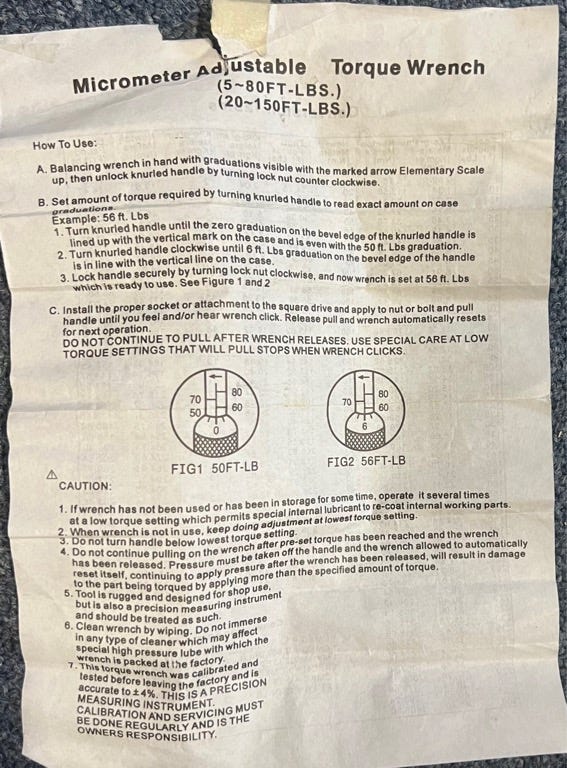 Micrometer Adjustable Torque Wrench
(5~80FT-LBS.)
(20~150FT-LBS.)
How To Use:
A. Balancing wrench in hand with graduations visible with the marked arrow Elementary Scale
up, then unlock knurled handle by turning lock nut counter clockwise.
B. Set amount of torque required by turning knurled handle to read exact amount on case
graduations.
Example: 56 ft. Lbs
1. Turn knurled handle until the zero graduation on the bevel edge of the knurled handle is
lined up with the vertical mark on the case and is even with the 50 ft. Lbs graduation.
2. Turn knurled handle clockwise until 6 ft. Lbs graduation on the bevel edge of the handle
is in line with the vertical line on the case.
3. Lock handle securely by turning lock nut clockwise, and now wrench is set at 56 ft. Lbs
which is ready to use. See Figure 1 and 2
C. Install the proper socket or attachment to the square drive and apply to nut or bolt and pull
handle until you feel and/or hear wrench click. Release pull and wrench automatically resets
for next operation.
DO NOT CONTINUE TO PULL AFTER WRENCH RELEASES. USE SPECIAL CARE AT LOW
TORQUE SETTINGS THAT WILL PULL STOPS WHEN WRENCH CLICKS.
70 80
50 60
0
FIG1 50FT-LB
70 80
60
6
FIG2 56FT-LB
CAUTION:
1. If wrench has not been used or has been in storage for some time, operate it several times
at a low torque setting which permits special internal lubricant to re-coat internal working parts.
2. When wrench is not in use, keep doing adjustment at lowest torque setting.
3. Do not turn handle below lowest torque setting.
4. Do not continue pulling on the wrench after pre-set torque has been reached and the wrench
has been released. Pressure must be taken off the handle and the wrench allowed to automatically
reset itself, continuing to apply pressure after the wrench has been released, will result in damage
to the part being torqued by applying more than the specified amount of torque.
5. Tool is rugged and designed for shop use,
but is also a precision measuring instrument
and should be treated as such.
6. Clean wrench by wiping. Do not immerse
in any type of cleaner which may affect
special high pressure lube with which the
wrench is packed at the factory.
7. This torque wrench was calibrated and
tested before leaving the factory and is
accurate to ±4%. THIS IS A PRECISION
MEASURING INSTRUMENT.
CALIBRATION AND SERVICING MUST
BE DONE REGULARLY AND IS THE
OWNERS RESPONSIBILITY.